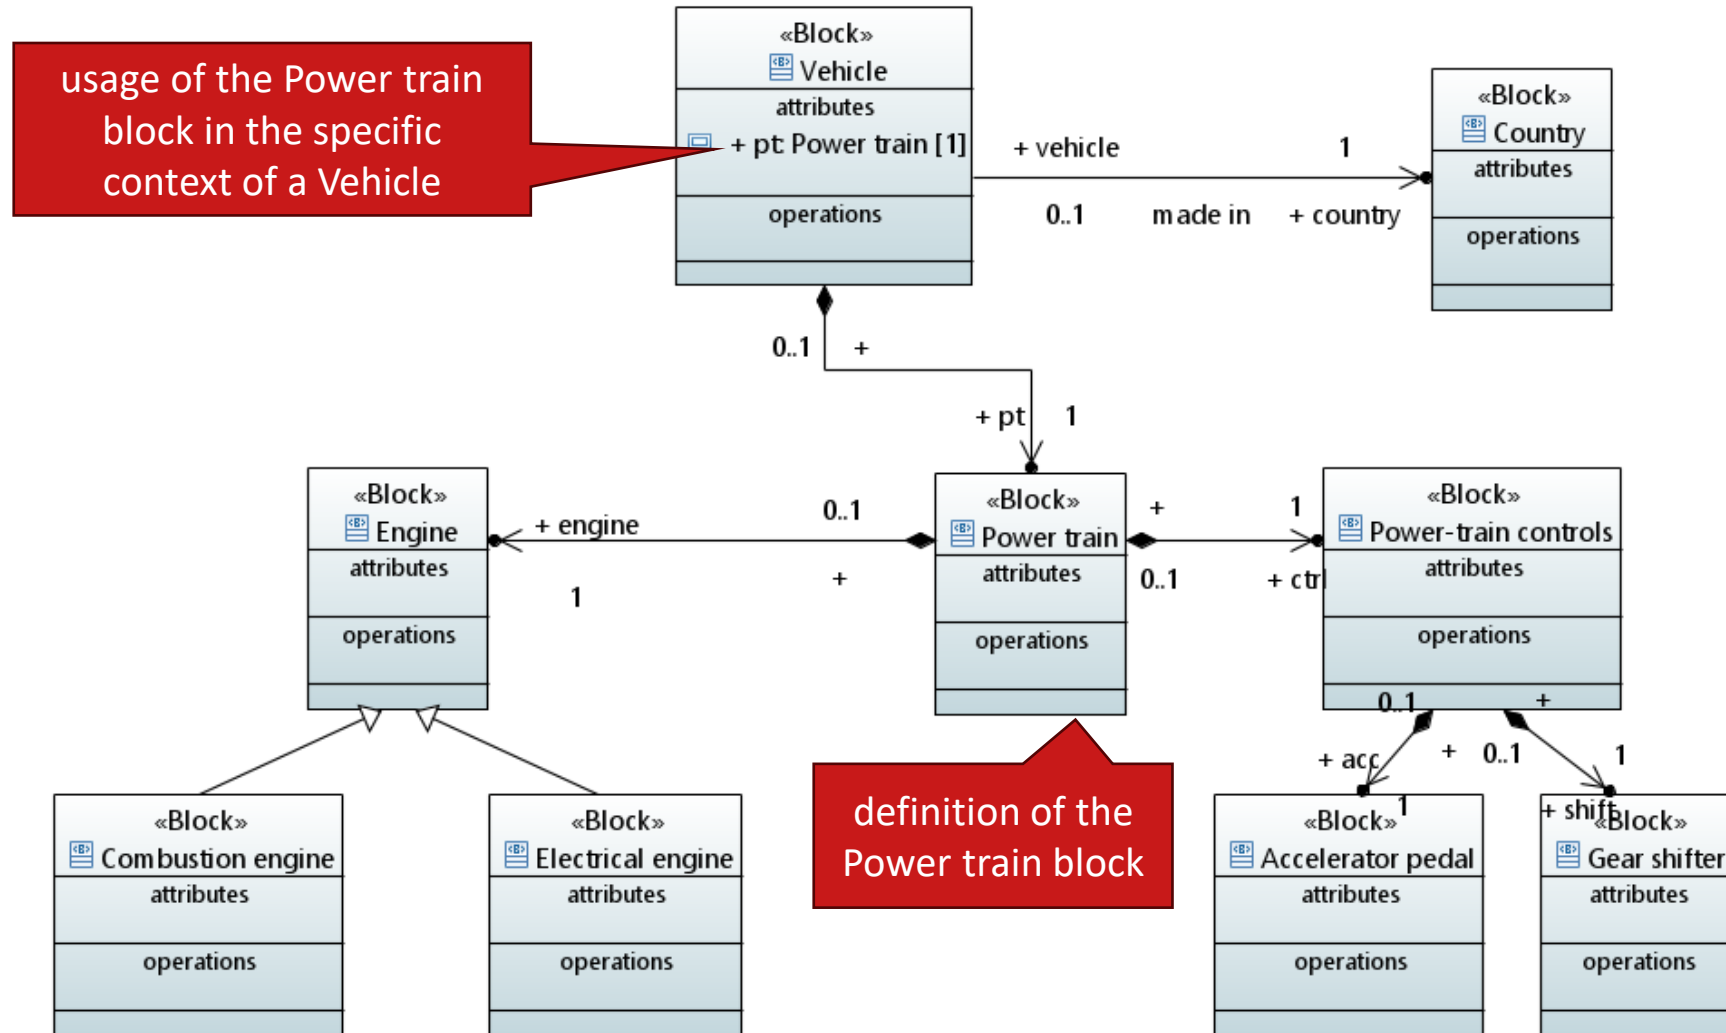 usage of the Power train
block in the specific
context of a Vehicle
«Block»
Vehicle
attributes
+ pt: Power train [1]
operations
+ vehicle
1
0..1
made in
+ country
«Block»
Country
attributes
operations
0..1
+
+ pt
1
«Block»
Engine
attributes
operations
+ engine
1
0..1
+
«Block»
Power train
attributes
operations
+
1
0..1
+ ctrl
«Block»
Power-train controls
attributes
operations
0..1
+
+ acc
1
+
0..1
1
+ shift
definition of the
Power train block
«Block»
Combustion engine
attributes
operations
«Block»
Electrical engine
attributes
operations
«Block»
Accelerator pedal
attributes
operations
«Block»
Gear shifter
attributes
operations